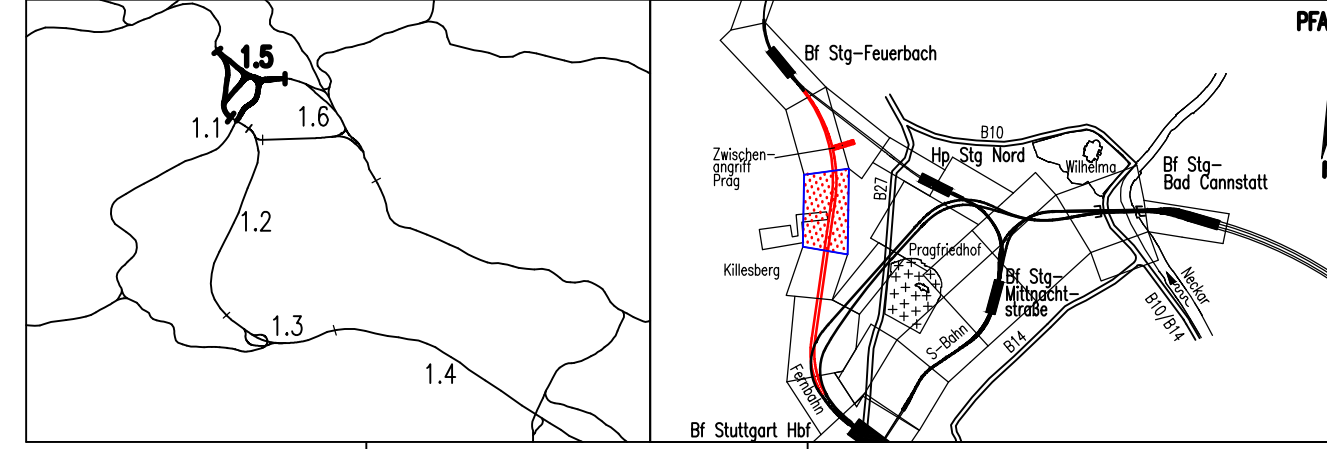 1.5
1.6
1.1
1.2
1.3
1.4
PFA
Bf Stg-Feuerbach
B10
Zwischen-
angriff
Prag
Hp Stg Nord
Wilhelma
Bf Stg-
Bad Cannstatt
B27
Killesberg
Pragfriedhof
Bf Stg-
Mittnacht-
straße
Neckar
B10/B14
S-Bahn
B14
Fernbahn
Bf Stuttgart Hbf